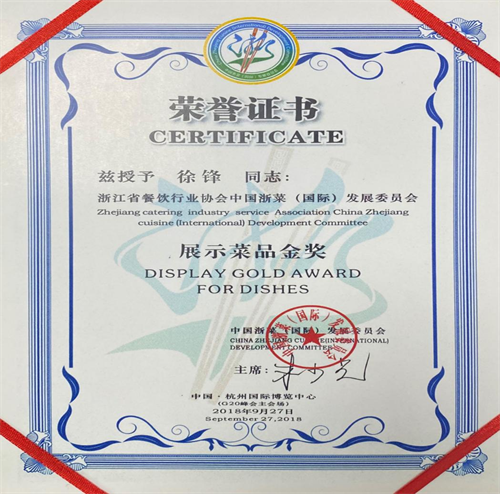 荣誉证书
CERTIFICATE
兹授予 徐锋 同志：
浙江省餐饮行业协会中国浙菜（国际）发展委员会
Zhejiang catering industry service Association China Zhejiang
cuisine (International) Development Committee
展示菜品金奖
DISPLAY GOLD AWARD
FOR DISHES
中国浙菜（国际）发展委员会
CHINA ZHEJIANG CUISINE(INTERNATIONAL)
DEVELOPMENT COMMITTEE
主席：
中国·杭州国际博览中心
(G20峰会主会场)
2018年9月27日
September 27,2018